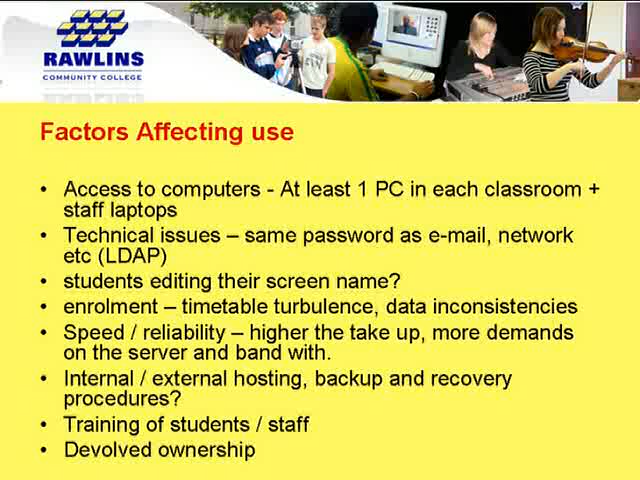 RAWLINS
COMMUNITY COLLEGE
Factors Affecting use
• Access to computers - At least 1 PC in each classroom +
staff laptops
• Technical issues – same password as e-mail, network
etc (LDAP)
• students editing their screen name?
• enrolment – timetable turbulence, data inconsistencies
• Speed / reliability – higher the take up, more demands
on the server and band with.
• Internal / external hosting, backup and recovery
procedures?
• Training of students / staff
• Devolved ownership